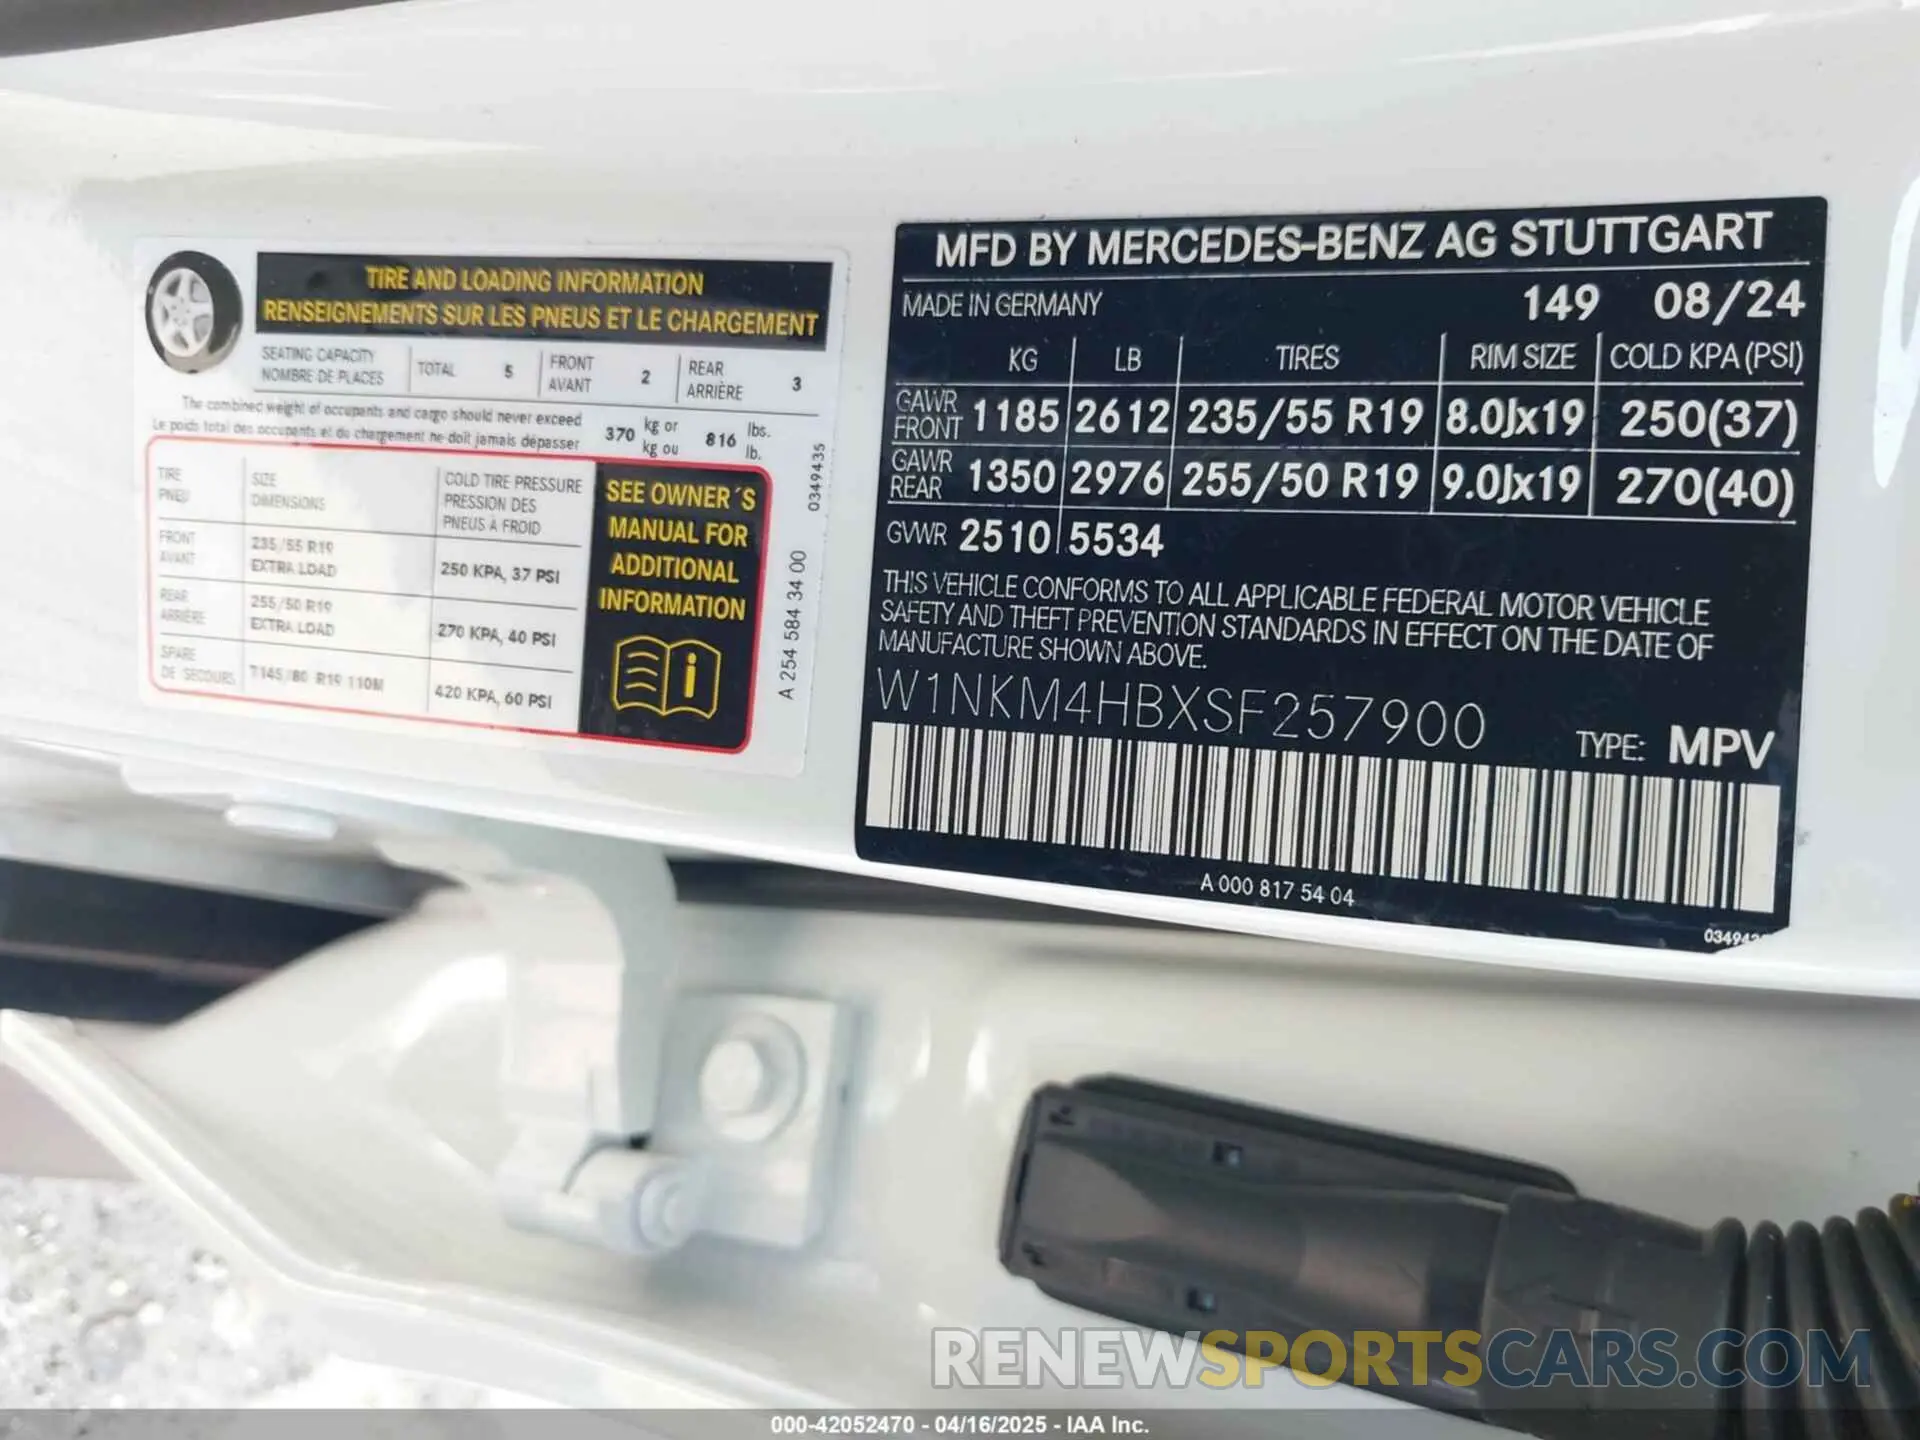 TIRE AND LOADING INFORMATION
RENSEIGNEMENTS SUR LES PNEUS ET LE CHARGEMENT
SEATING CAPACITY
NOMBRE DE PLACES
TOTAL 5
FRONT
AVANT
2
REAR
ARRIÈRE
3
The combined weight of occupants and cargo should never exceed
Le poids total des occupants et du chargement ne doit jamais dépasser
370
kg or
kg ou
816
lbs.
lb.
TIRE
PNEU
SIZE
DIMENSIONS
COLD TIRE PRESSURE
PRESSION DES
PNEUS À FROID
FRONT
AVANT
235/55 R19
EXTRA LOAD
250 KPA, 37 PSI
REAR
ARRIÈRE
255/50 R19
EXTRA LOAD
270 KPA, 40 PSI
SPARE
DE SECOURS
T145/80 R19 110M
420 KPA, 60 PSI
SEE OWNER´S
MANUAL FOR
ADDITIONAL
INFORMATION
i
A 254 584 34 00
0349435
MFD BY MERCEDES-BENZ AG STUTTGART
MADE IN GERMANY 149 08/24
KG LB TIRES RIM SIZE COLD KPA (PSI)
GAWR
FRONT
1185 2612 235/55 R19 8.0Jx19 250(37)
GAWR
REAR
1350 2976 255/50 R19 9.0Jx19 270(40)
GVWR 2510 5534
THIS VEHICLE CONFORMS TO ALL APPLICABLE FEDERAL MOTOR VEHICLE
SAFETY AND THEFT PREVENTION STANDARDS IN EFFECT ON THE DATE OF
MANUFACTURE SHOWN ABOVE.
W1NKM4HBXSF257900
TYPE: MPV
A 000 817 54 04
RENEWSPORTSCARS.COM
000-42052470 - 04/16/2025 - IAA Inc.